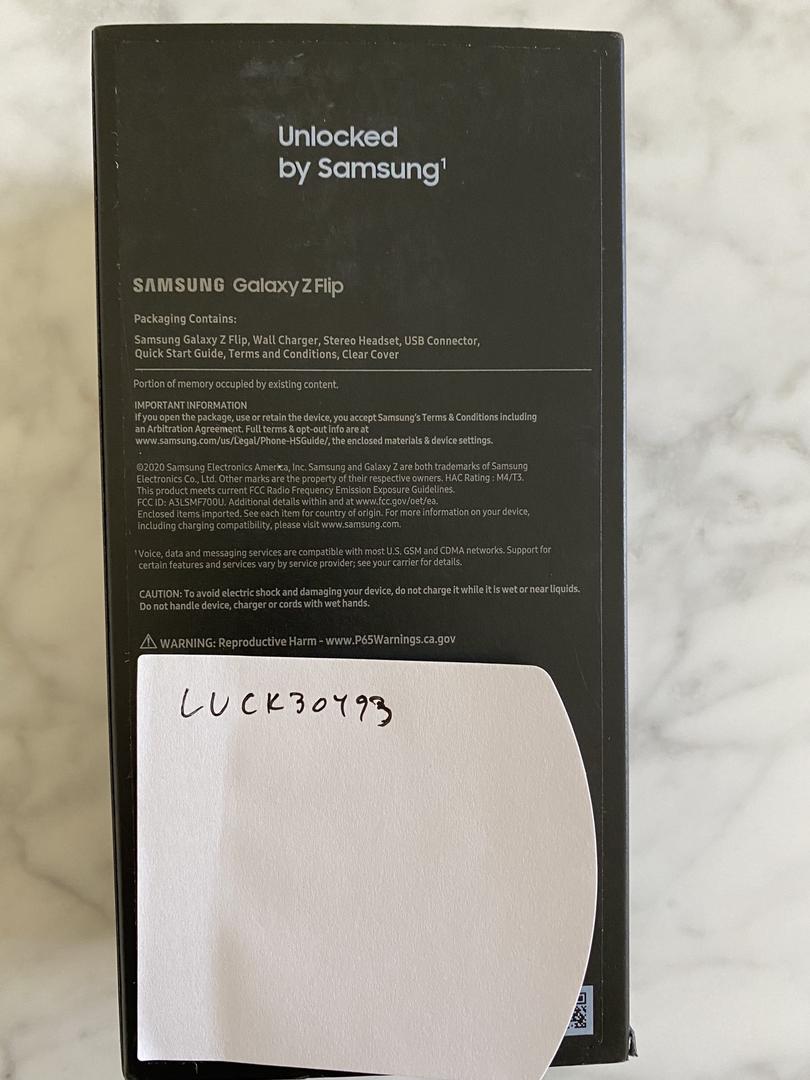 Unlocked
by Samsung¹
SAMSUNG Galaxy Z Flip
Packaging Contains:
Samsung Galaxy Z Flip, Wall Charger, Stereo Headset, USB Connector,
Quick Start Guide, Terms and Conditions, Clear Cover
Portion of memory occupied by existing content.
IMPORTANT INFORMATION
If you open the package, use or retain the device, you accept Samsung's Terms & Conditions including
an Arbitration Agreement. Full terms & opt-out info are at
www.samsung.com/us/Legal/Phone-HSGuide/, the enclosed materials & device settings.
©2020 Samsung Electronics America, Inc. Samsung and Galaxy Z are both trademarks of Samsung
Electronics Co., Ltd. Other marks are the property of their respective owners. HAC Rating : M4/T3.
This product meets current FCC Radio Frequency Emission Exposure Guidelines.
FCC ID: A3LSMF700U. Additional details within and at www.fcc.gov/oet/ea.
Enclosed items imported. See each item for country of origin. For more information on your device,
including charging compatibility, please visit www.samsung.com.
¹Voice, data and messaging services are compatible with most U.S. GSM and CDMA networks. Support for
certain features and services vary by service provider; see your carrier for details.
CAUTION: To avoid electric shock and damaging your device, do not charge it while it is wet or near liquids.
Do not handle device, charger or cords with wet hands.
⚠ WARNING: Reproductive Harm - www.P65Warnings.ca.gov
LUCK30493